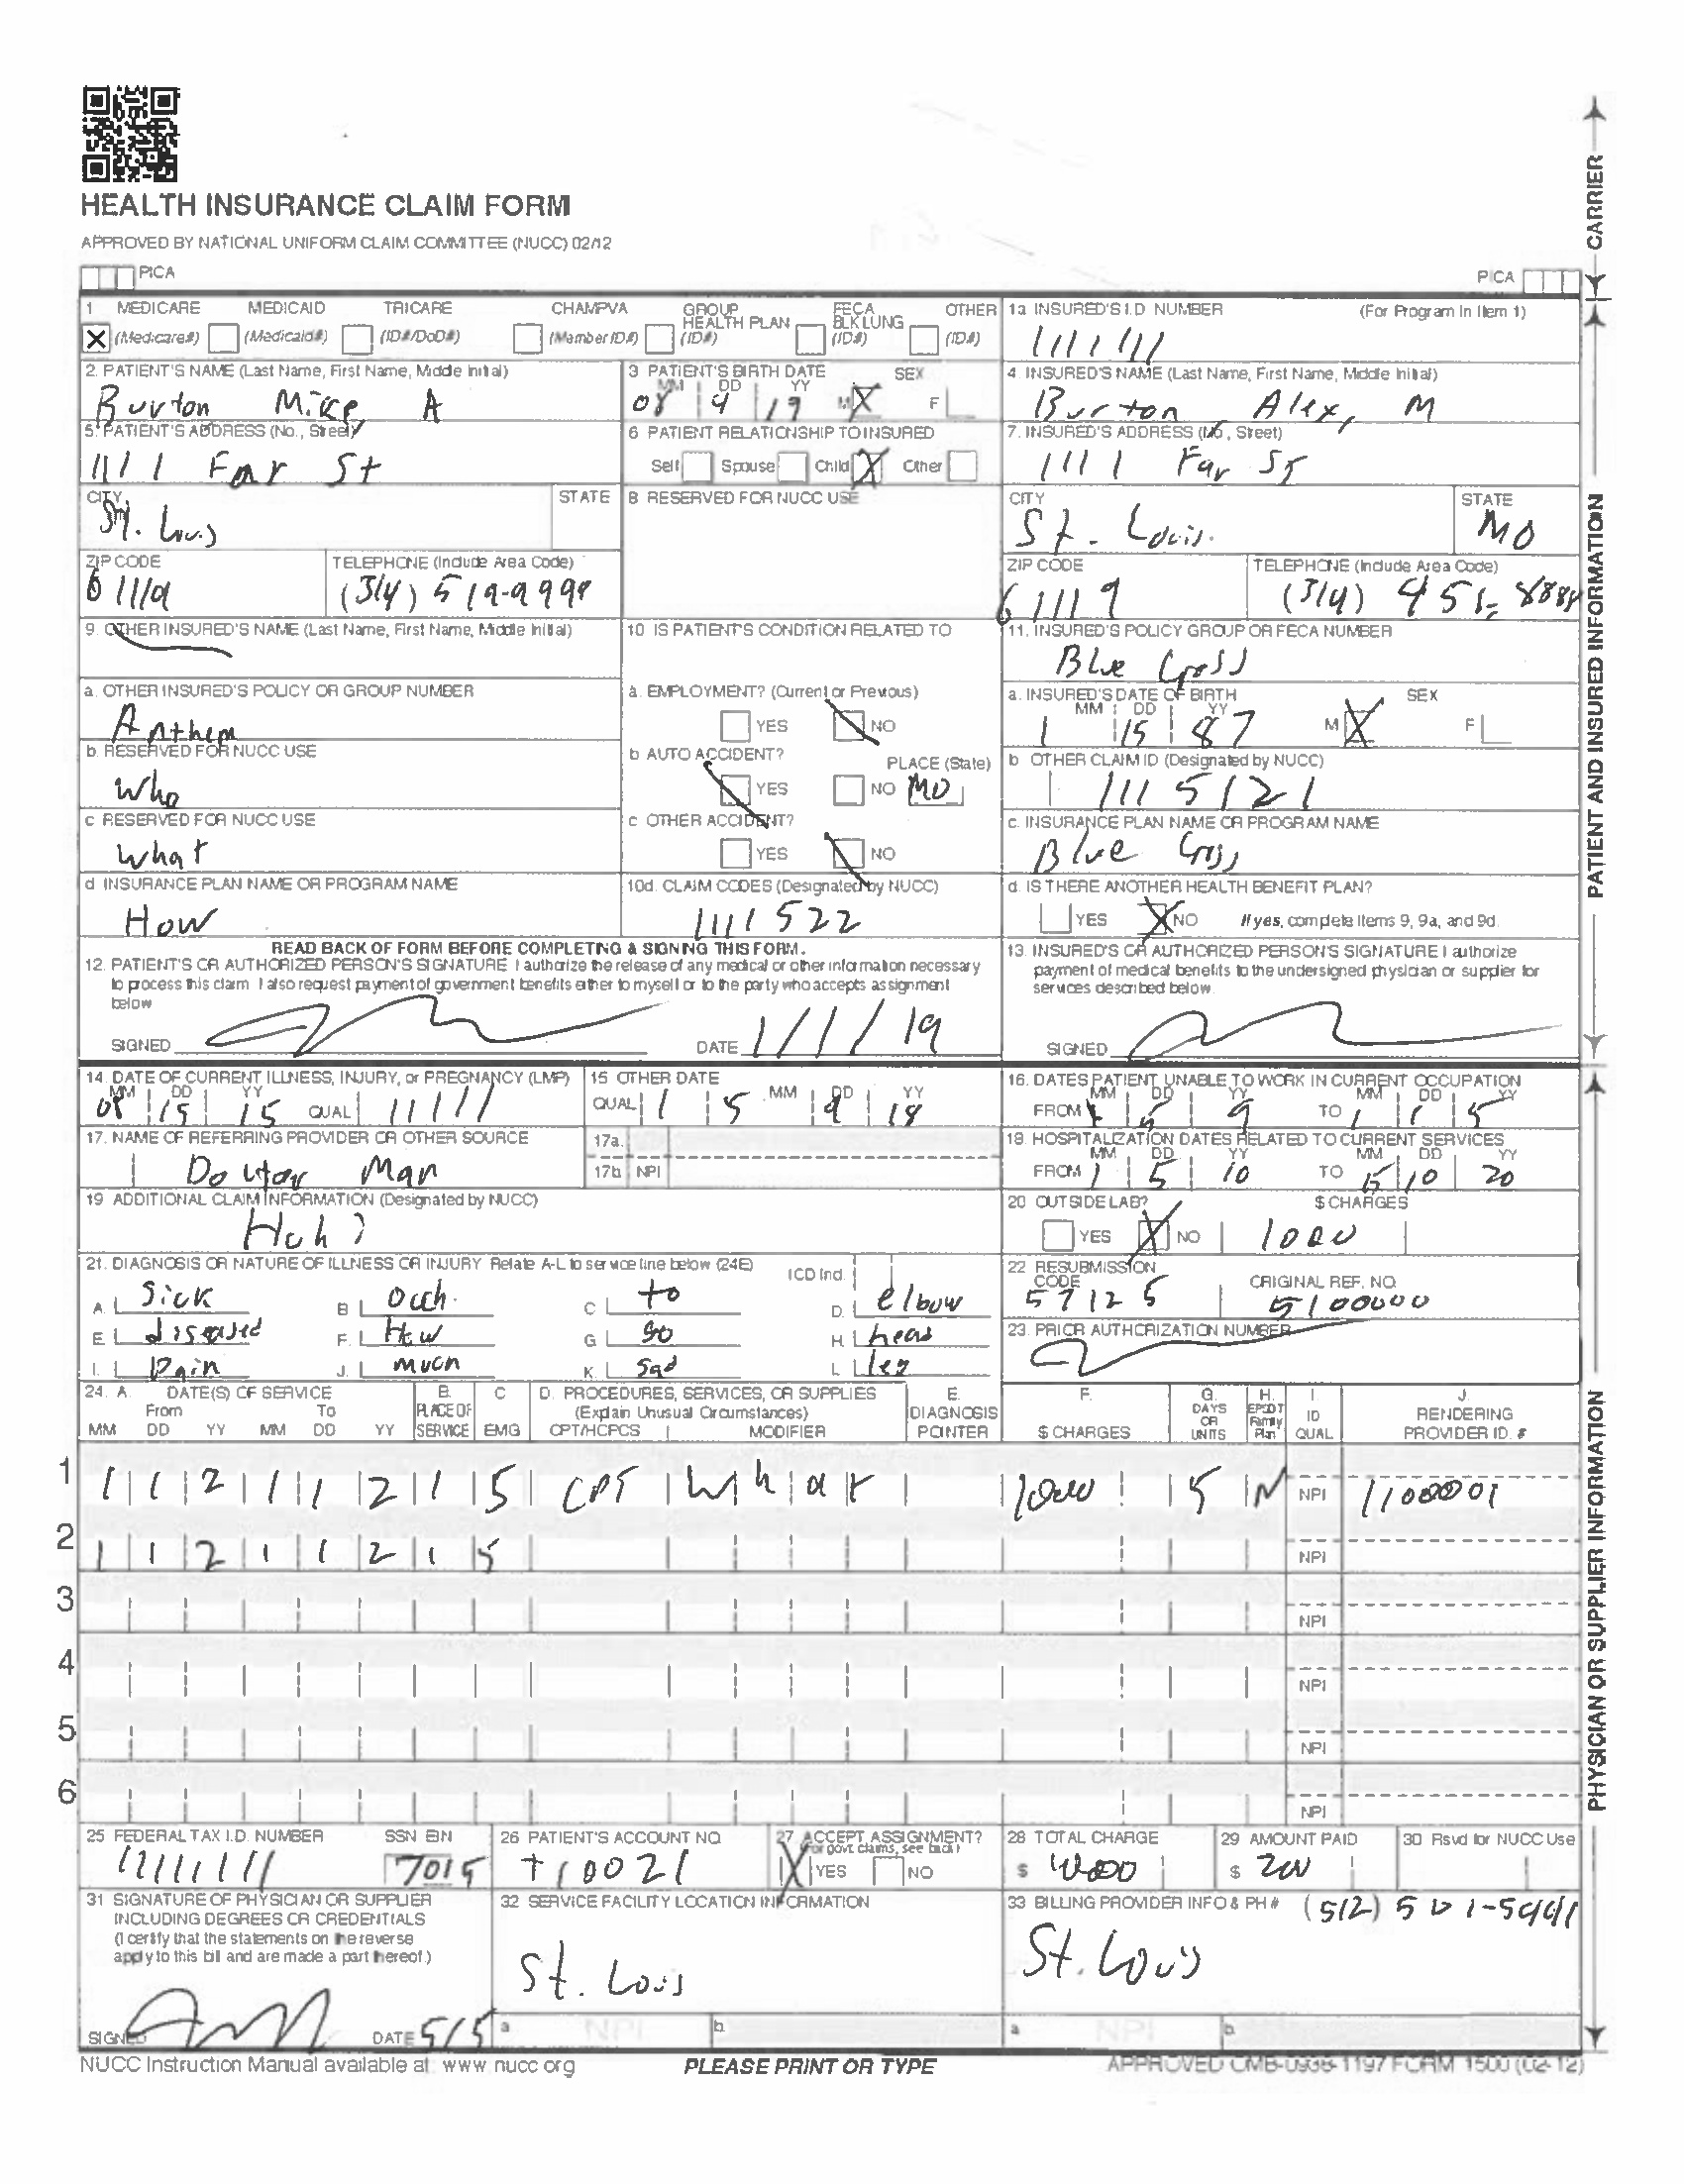 HEALTH INSURANCE CLAIM FORM
APPROVED BY NATIONAL UNIFORM CLAIM COMMITTEE (NUCC) 02/12
PICA PICA
CARRIER
1 MEDICARE MEDICAID TRICARE CHAMPVA GROUP HEALTH PLAN FECA BLK LUNG OTHER
X (Medicare#) (Medicaid#) (ID#/DoD#) (Member ID#) (ID#) (ID#) (ID#)
1a INSURED'S I.D NUMBER (For Program In Item 1)
1111111
2. PATIENT'S NAME (Last Name, First Name, Middle Initial)
Burton Mike, A
3 PATIENT'S BIRTH DATE SEX
MM DD YY
08 9 19 M X F
4. INSURED'S NAME (Last Name, First Name, Middle Initial)
Burton Alex, M
5. PATIENT'S ADDRESS (No., Street)
1111 Far St
6 PATIENT RELATIONSHIP TO INSURED
Self Spouse Child X Other
7. INSURED'S ADDRESS (No, Street)
1111 Far ST
CITY STATE
St. Louis
8 RESERVED FOR NUCC USE
CITY STATE
St. Louis. MO
ZIP CODE TELEPHONE (Include Area Code)
61119 (314) 519-9999
ZIP CODE TELEPHONE (Include Area Code)
61119 (314) 451-8888
9. OTHER INSURED'S NAME (Last Name, First Name, Middle Initial)
10 IS PATIENT'S CONDITION RELATED TO
11. INSURED'S POLICY GROUP OR FECA NUMBER
Blue Cross
a. OTHER INSURED'S POLICY OR GROUP NUMBER
Anthem
a. EMPLOYMENT? (Current or Previous)
YES NO
a. INSURED'S DATE OF BIRTH SEX
MM DD YY
1 15 87 M X F
b RESERVED FOR NUCC USE
Who
b AUTO ACCIDENT? PLACE (State)
YES NO MO
b OTHER CLAIM ID (Designated by NUCC)
1115121
c RESERVED FOR NUCC USE
What
c OTHER ACCIDENT?
YES NO
c. INSURANCE PLAN NAME OR PROGRAM NAME
Blue Cross
d INSURANCE PLAN NAME OR PROGRAM NAME
How
10d. CLAIM CODES (Designated by NUCC)
1111522
d. IS THERE ANOTHER HEALTH BENEFIT PLAN?
YES X NO If yes, complete items 9, 9a, and 9d.
READ BACK OF FORM BEFORE COMPLETING & SIGNING THIS FORM.
12. PATIENT'S OR AUTHORIZED PERSON'S SIGNATURE I authorize the release of any medical or other information necessary
to process this claim I also request payment of government benefits either to myself or to the party who accepts assignment
below
SIGNED DATE 1/1/19
13. INSURED'S OR AUTHORIZED PERSON'S SIGNATURE I authorize
payment of medical benefits to the undersigned physician or supplier for
services described below.
SIGNED
PATIENT AND INSURED INFORMATION
14. DATE OF CURRENT ILLNESS, INJURY, or PREGNANCY (LMP)
MM DD YY
08 15 15 QUAL 11111
15 OTHER DATE
QUAL 1 5 MM DD YY
9 18
16. DATES PATIENT UNABLE TO WORK IN CURRENT OCCUPATION
MM DD YY MM DD YY
FROM 1 5 9 TO 1 1 5
17. NAME OF REFERRING PROVIDER OR OTHER SOURCE
Doctor Man
17a.
17b NPI
18. HOSPITALIZATION DATES RELATED TO CURRENT SERVICES
MM DD YY MM DD YY
FROM 1 5 10 TO 5 10 20
19 ADDITIONAL CLAIM INFORMATION (Designated by NUCC)
Huh?
20 OUTSIDE LAB? $ CHARGES
YES X NO 1000
21. DIAGNOSIS OR NATURE OF ILLNESS OR INJURY Relate A-L to service line below (24E) ICD Ind.
A. Sick B Ouch. C to D. elbow
E diseased F. How G so H. head
I. Pain J. much K. sad L leg
22 RESUBMISSION CODE ORIGINAL REF. NO.
57125 5100000
23. PRIOR AUTHORIZATION NUMBER
24. A. DATE(S) OF SERVICE B. C D. PROCEDURES, SERVICES, OR SUPPLIES E. F. G. H. I J.
From To PLACE OF (Explain Unusual Circumstances) DIAGNOSIS DAYS OR EPSDT Family ID RENDERING
MM DD YY MM DD YY SERVICE EMG CPT/HCPCS MODIFIER POINTER $ CHARGES UNITS Plan QUAL PROVIDER ID. #
1 1 1 2 1 1 1 2 1 5 CPT W h a t 1000 5 N NPI 1100001
2 1 1 2 1 1 2 1 5 NPI
3 NPI
4 NPI
5 NPI
6 NPI
25 FEDERAL TAX I.D. NUMBER SSN EIN
11111111 7015
26 PATIENT'S ACCOUNT NO.
+10021
27 ACCEPT ASSIGNMENT?
(For govt. claims, see back)
X YES NO
28 TOTAL CHARGE
$
29 AMOUNT PAID
$ 200
30 Rsvd for NUCC Use
31 SIGNATURE OF PHYSICIAN OR SUPPLIER
INCLUDING DEGREES OR CREDENTIALS
(I certify that the statements on the reverse
apply to this bill and are made a part thereof.)
SIGNED DATE 5/5
32 SERVICE FACILITY LOCATION INFORMATION
St. Louis
a NPI b.
33 BILLING PROVIDER INFO & PH #
(512)
St. Louis
a NPI b
PHYSICIAN OR SUPPLIER INFORMATION
NUCC Instruction Manual available at: www nucc org PLEASE PRINT OR TYPE APPROVED OMB-0938-1197 FORM 1500 (02-12)